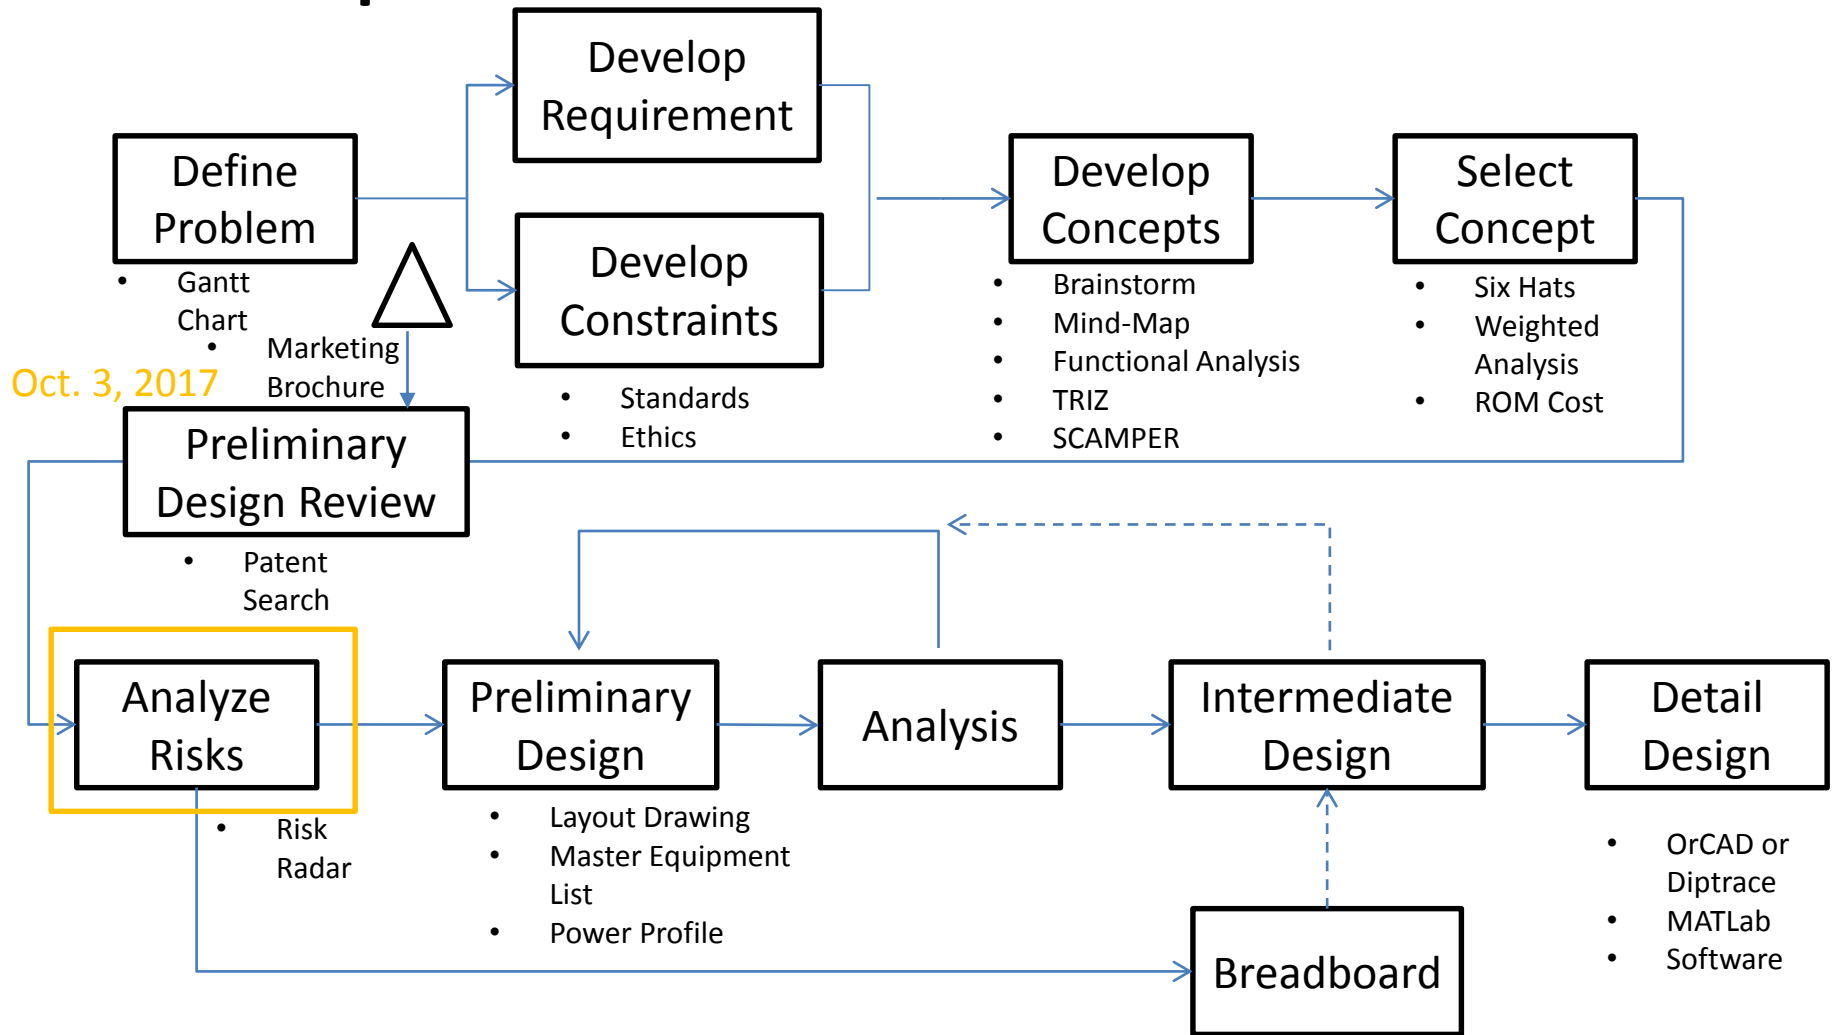 Develop
Requirement
Define
Problem
Develop
Concepts
Select
Concept
Develop
Constraints
• Gantt
Chart
• Marketing
Brochure
• Brainstorm
• Mind-Map
• Functional Analysis
• TRIZ
• SCAMPER
• Six Hats
• Weighted
Analysis
• ROM Cost
Oct. 3, 2017
• Standards
• Ethics
Preliminary
Design Review
• Patent
Search
Analyze
Risks
Preliminary
Design
Analysis
Intermediate
Design
Detail
Design
• Risk
Radar
• Layout Drawing
• Master Equipment
List
• Power Profile
• OrCAD or
Diptrace
• MATLab
• Software
Breadboard